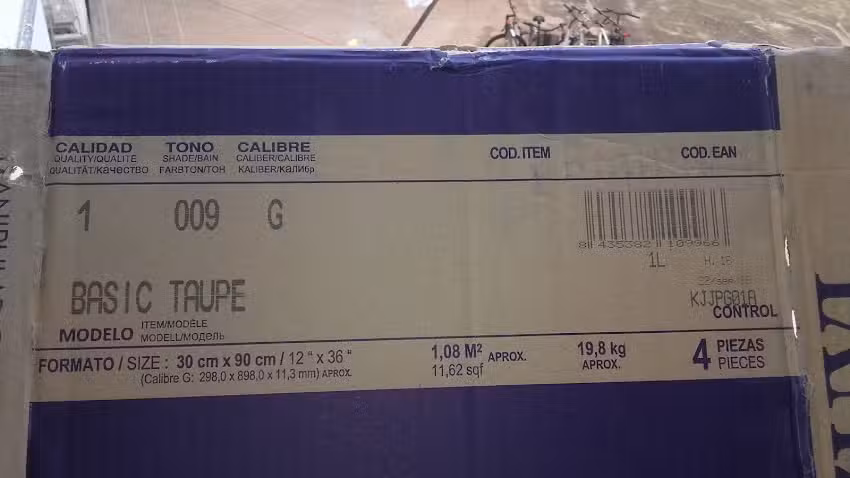 CALIDAD TONO CALIBRE COD. ITEM COD. EAN
QUALITY/QUALITÉ SHADE/BAIN CALIBER/CALIBRE
QUALITÄT/КАЧЕСТВО FARBTON/ТОН KALIBER/КАЛИбР
1 009 G
8 435382 109966
1L
BASIC TAUPE KJJPG01A
CONTROL
MODELO ITEM/MODÈLE
MODELL/МОДЕЛЬ
FORMATO / SIZE : 30 cm x 90 cm / 12 " x 36 " 1,08 M² APROX. 19,8 kg 4 PIEZAS
(Calibre G: 298,0 x 898,0 x 11,3 mm) APROX. 11,62 sqf APROX. PIECES